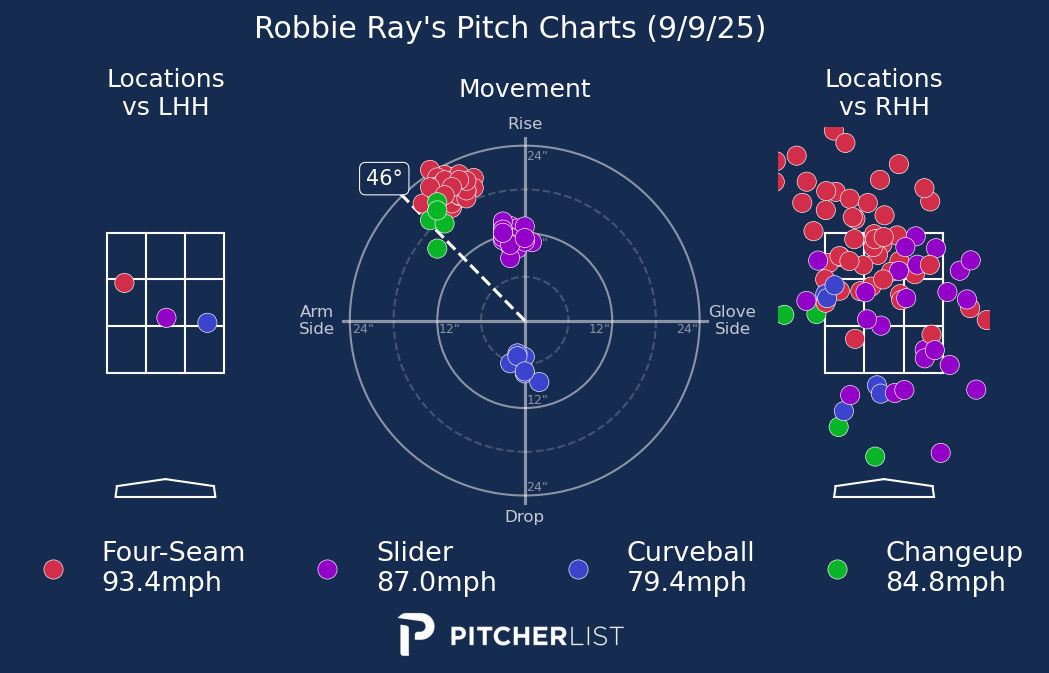 Robbie Ray's Pitch Charts (9/9/25)
Locations
vs LHH
Movement
Locations
vs RHH
Rise
24"
46°
Arm
Side
24"
12"
12"
24"
Glove
Side
12"
24"
Drop
Four-Seam
93.4mph
Slider
87.0mph
Curveball
79.4mph
Changeup
84.8mph
PITCHERLIST